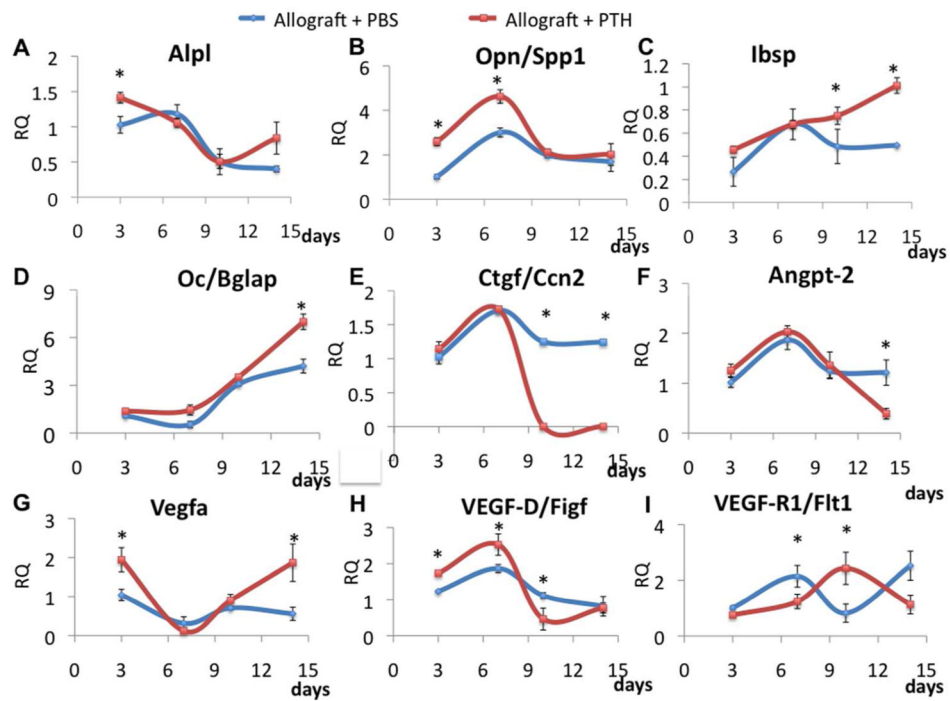 Allograft + PBS Allograft + PTH
A Alpl
B Opn/Spp1
C Ibsp
RQ
2
1.5
1
0.5
0
*
0 3 6 9 12 15 days
RQ
6
4
2
0
* *
0 3 6 9 12 15 days
RQ
1.2
1
0.8
0.6
0.4
0.2
0
* *
0 3 6 9 12 15
days
D Oc/Bglap
E Ctgf/Ccn2
F Angpt-2
RQ
9
6
3
0
*
0 3 6 9 12 15
days
RQ
2
1.5
1
0.5
0
* *
0 3 6 9 12 15
days
RQ
3
2
1
0
*
0 3 6 9 12 15
days
G Vegfa
H VEGF-D/Figf
I VEGF-R1/Flt1
RQ
3
2
1
0
* *
0 3 6 9 12 15
days
RQ
3
2
1
0
* * *
0 3 6 9 12 15
days
RQ
4
2
0
* *
0 3 6 9 12 15
days